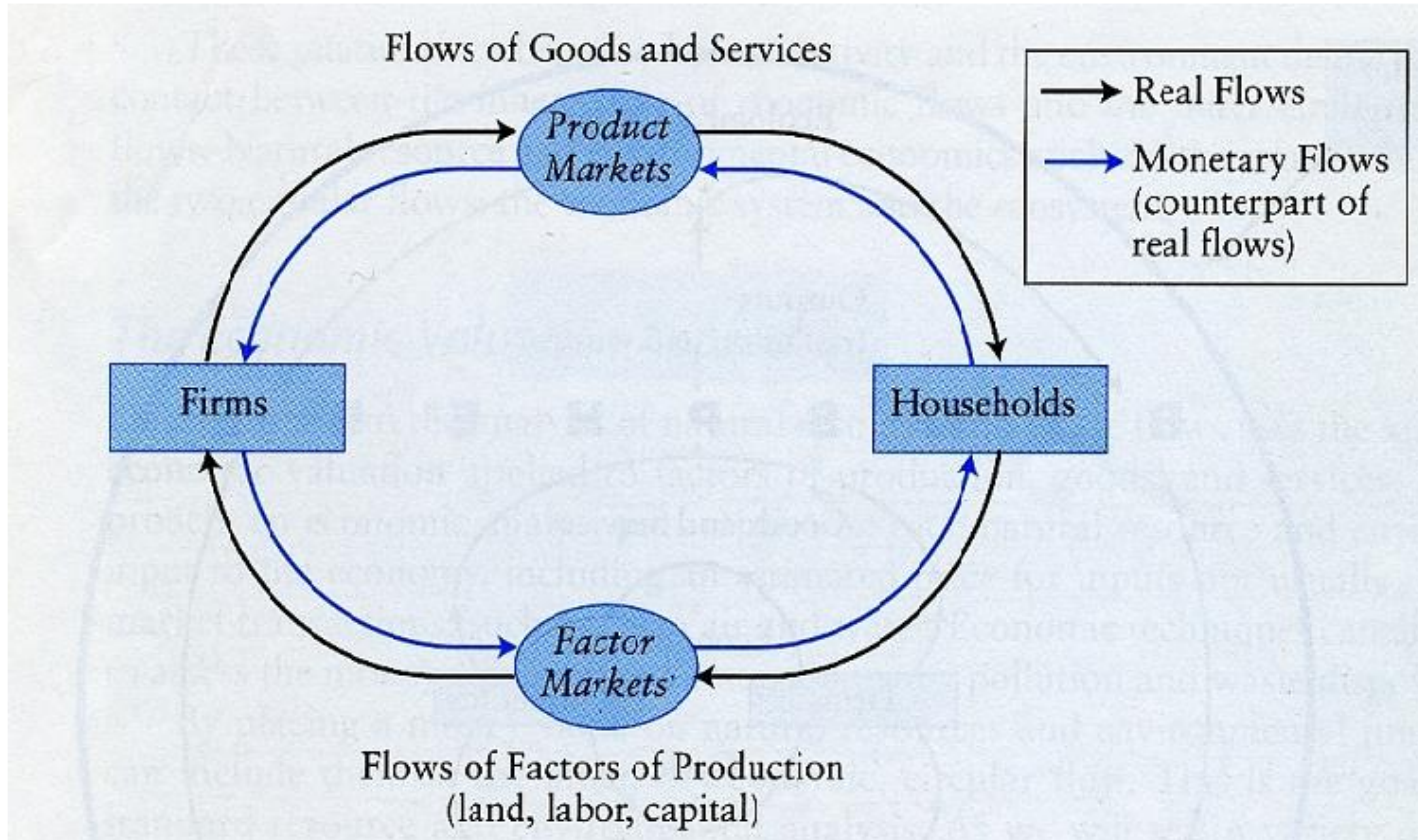 Flows of Goods and Services
Product
Markets
Real Flows
Monetary Flows
(counterpart of
real flows)
Firms
Households
Factor
Markets
Flows of Factors of Production
(land, labor, capital)